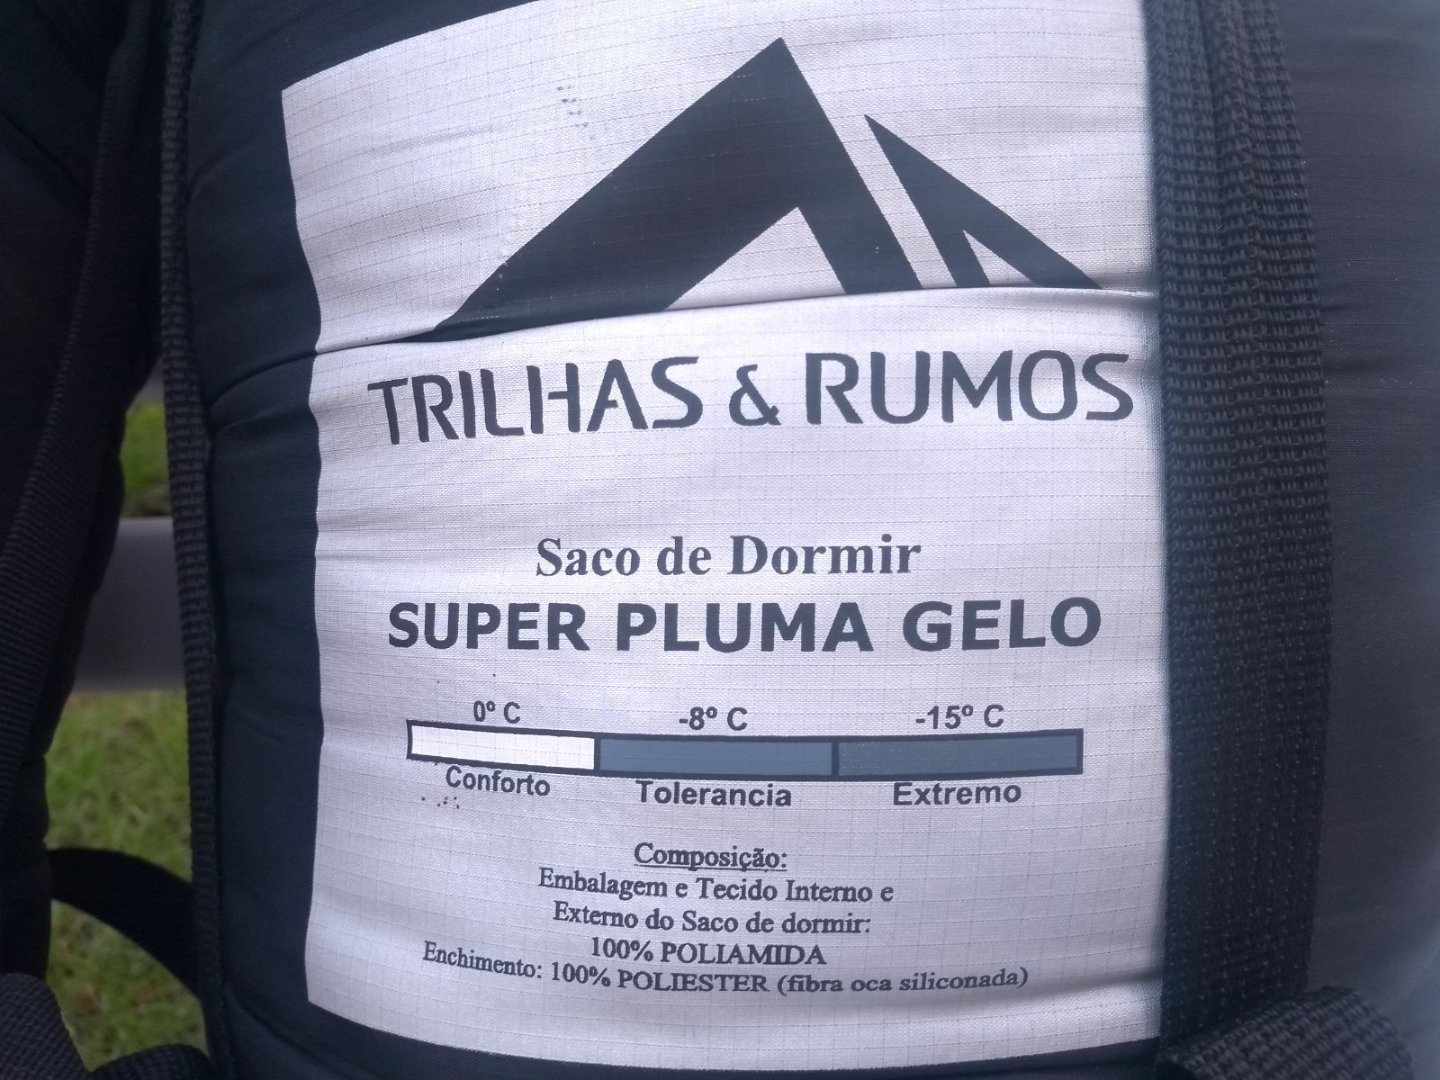 TRILHAS & RUMOS
Saco de Dormir
SUPER PLUMA GELO
0º C -8º C -15º C
Conforto Tolerancia Extremo
Composição:
Embalagem e Tecido Interno e
Externo do Saco de dormir:
100% POLIAMIDA
Enchimento: 100% POLIESTER (fibra oca siliconada)